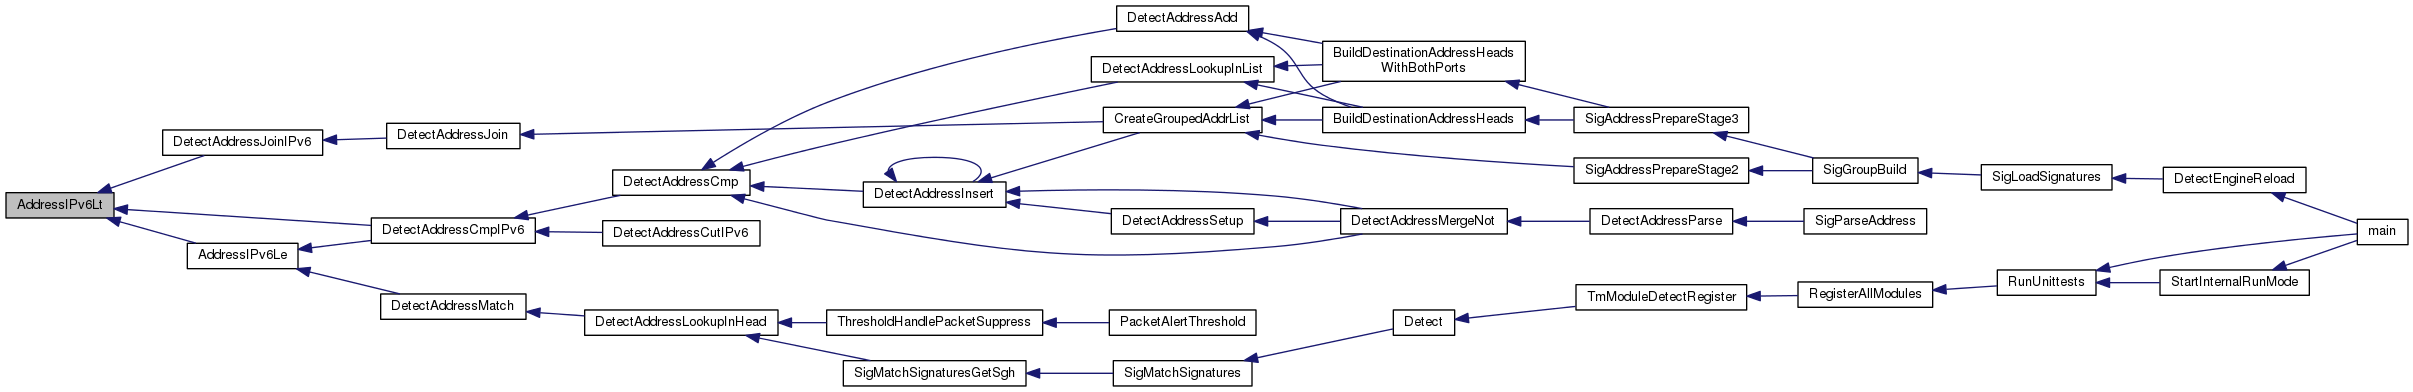 DetectAddressAdd
BuildDestinationAddressHeads
WithBothPorts
DetectAddressLookupInList
CreateGroupedAddrList
BuildDestinationAddressHeads
SigAddressPrepareStage3
DetectAddressJoinIPv6
DetectAddressJoin
SigAddressPrepareStage2
SigGroupBuild
SigLoadSignatures
DetectEngineReload
DetectAddressCmp
DetectAddressInsert
AddressIPv6Lt
DetectAddressCmpIPv6
DetectAddressCutIPv6
DetectAddressSetup
DetectAddressMergeNot
DetectAddressParse
SigParseAddress
main
AddressIPv6Le
DetectAddressMatch
RunUnittests
StartInternalRunMode
TmModuleDetectRegister
RegisterAllModules
DetectAddressLookupInHead
ThresholdHandlePacketSuppress
PacketAlertThreshold
Detect
SigMatchSignaturesGetSgh
SigMatchSignatures